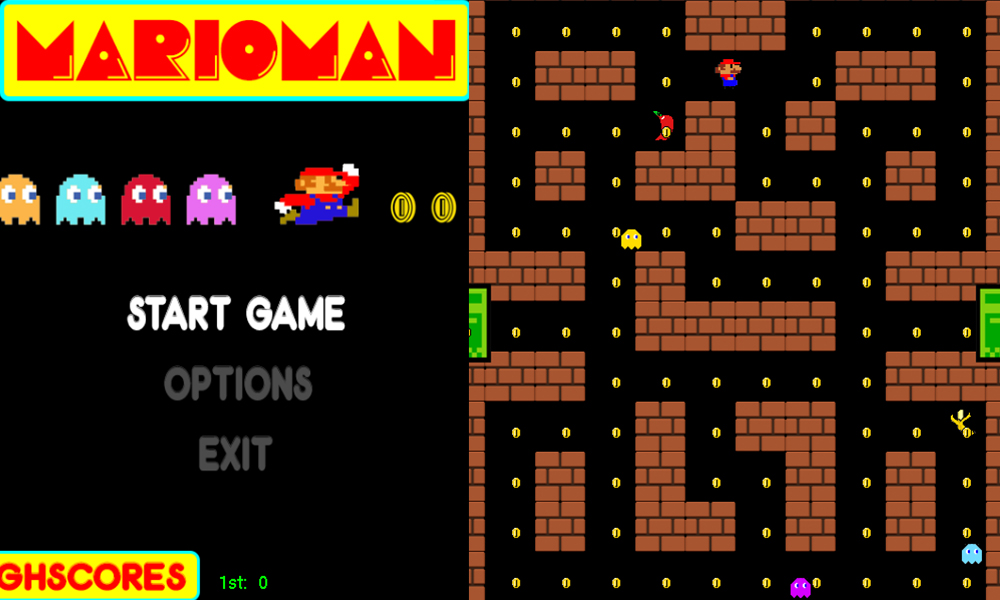 MARIOMAN
START GAME
OPTIONS
EXIT
GHSCORES
1st: 0